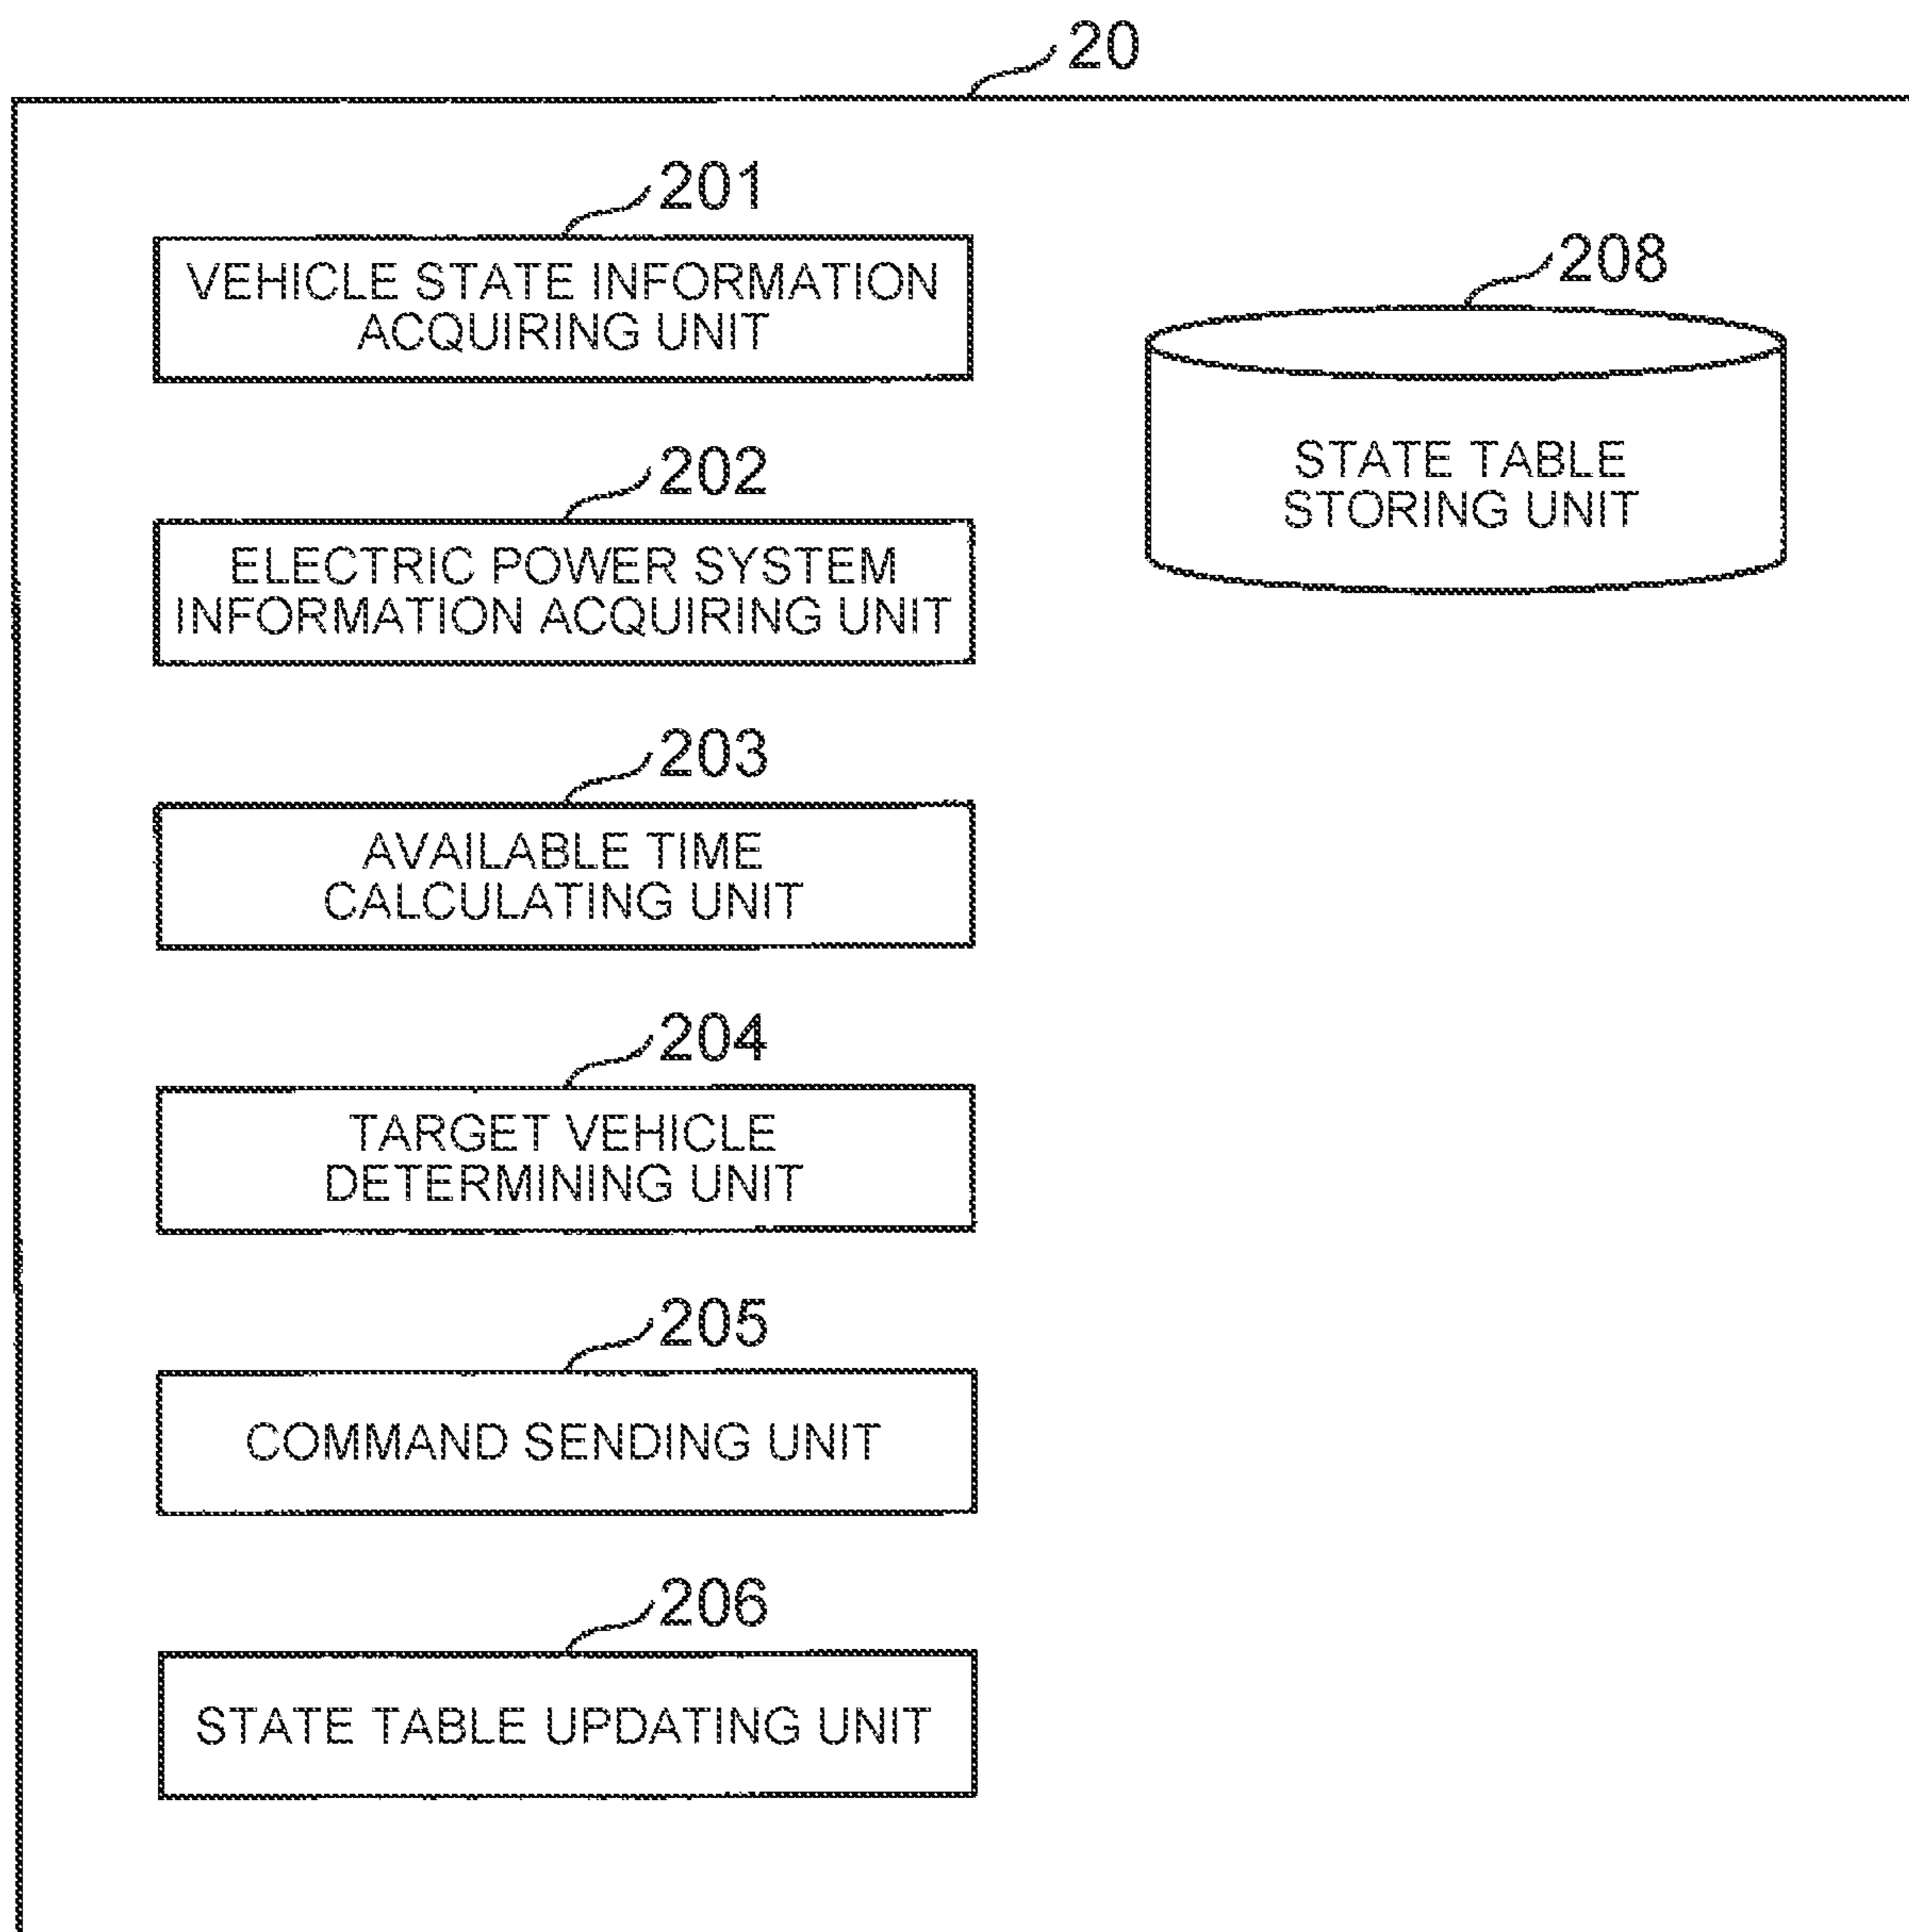 20
201
VEHICLE STATE INFORMATION
ACQUIRING UNIT
208
STATE TABLE
STORING UNIT
202
ELECTRIC POWER SYSTEM
INFORMATION ACQUIRING UNIT
203
AVAILABLE TIME
CALCULATING UNIT
204
TARGET VEHICLE
DETERMINING UNIT
205
COMMAND SENDING UNIT
206
STATE TABLE UPDATING UNIT